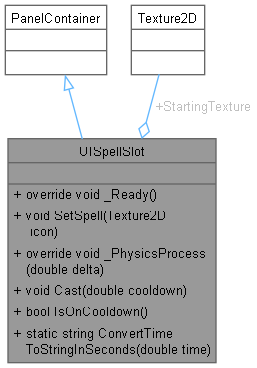 PanelContainer
Texture2D
+StartingTexture
UISpellSlot
+ override void _Ready()
+ void SetSpell(Texture2D
icon)
+ override void _PhysicsProcess
(double delta)
+ void Cast(double cooldown)
+ bool IsOnCooldown()
+ static string ConvertTime
ToStringInSeconds(double time)